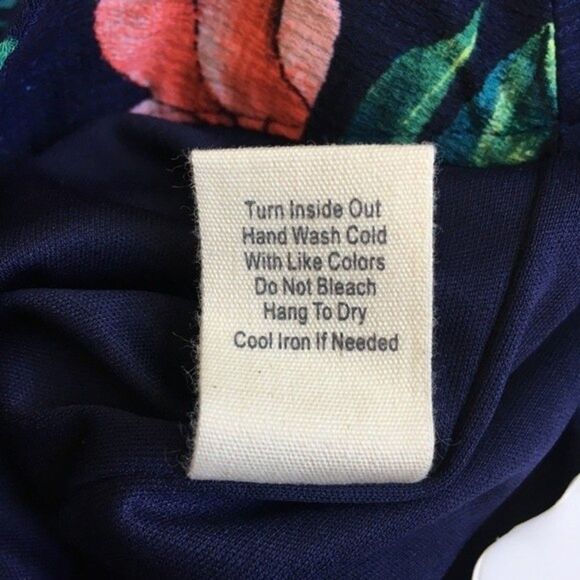 Turn Inside Out
Hand Wash Cold
With Like Colors
Do Not Bleach
Hang To Dry
Cool Iron If Needed